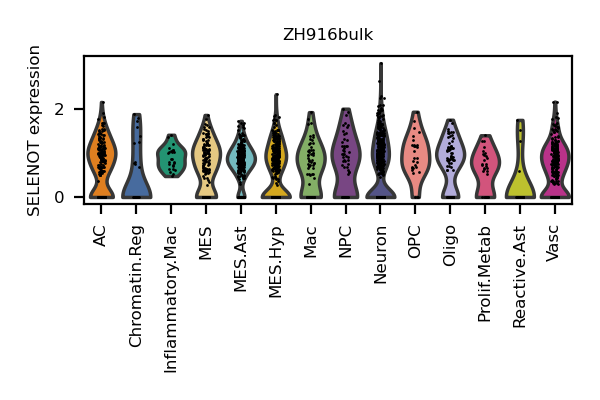 ZH916bulk
SELENOT expression
2
0
AC
Chromatin.Reg
Inflammatory.Mac
MES
MES.Ast
MES.Hyp
Mac
NPC
Neuron
OPC
Oligo
Prolif.Metab
Reactive.Ast
Vasc